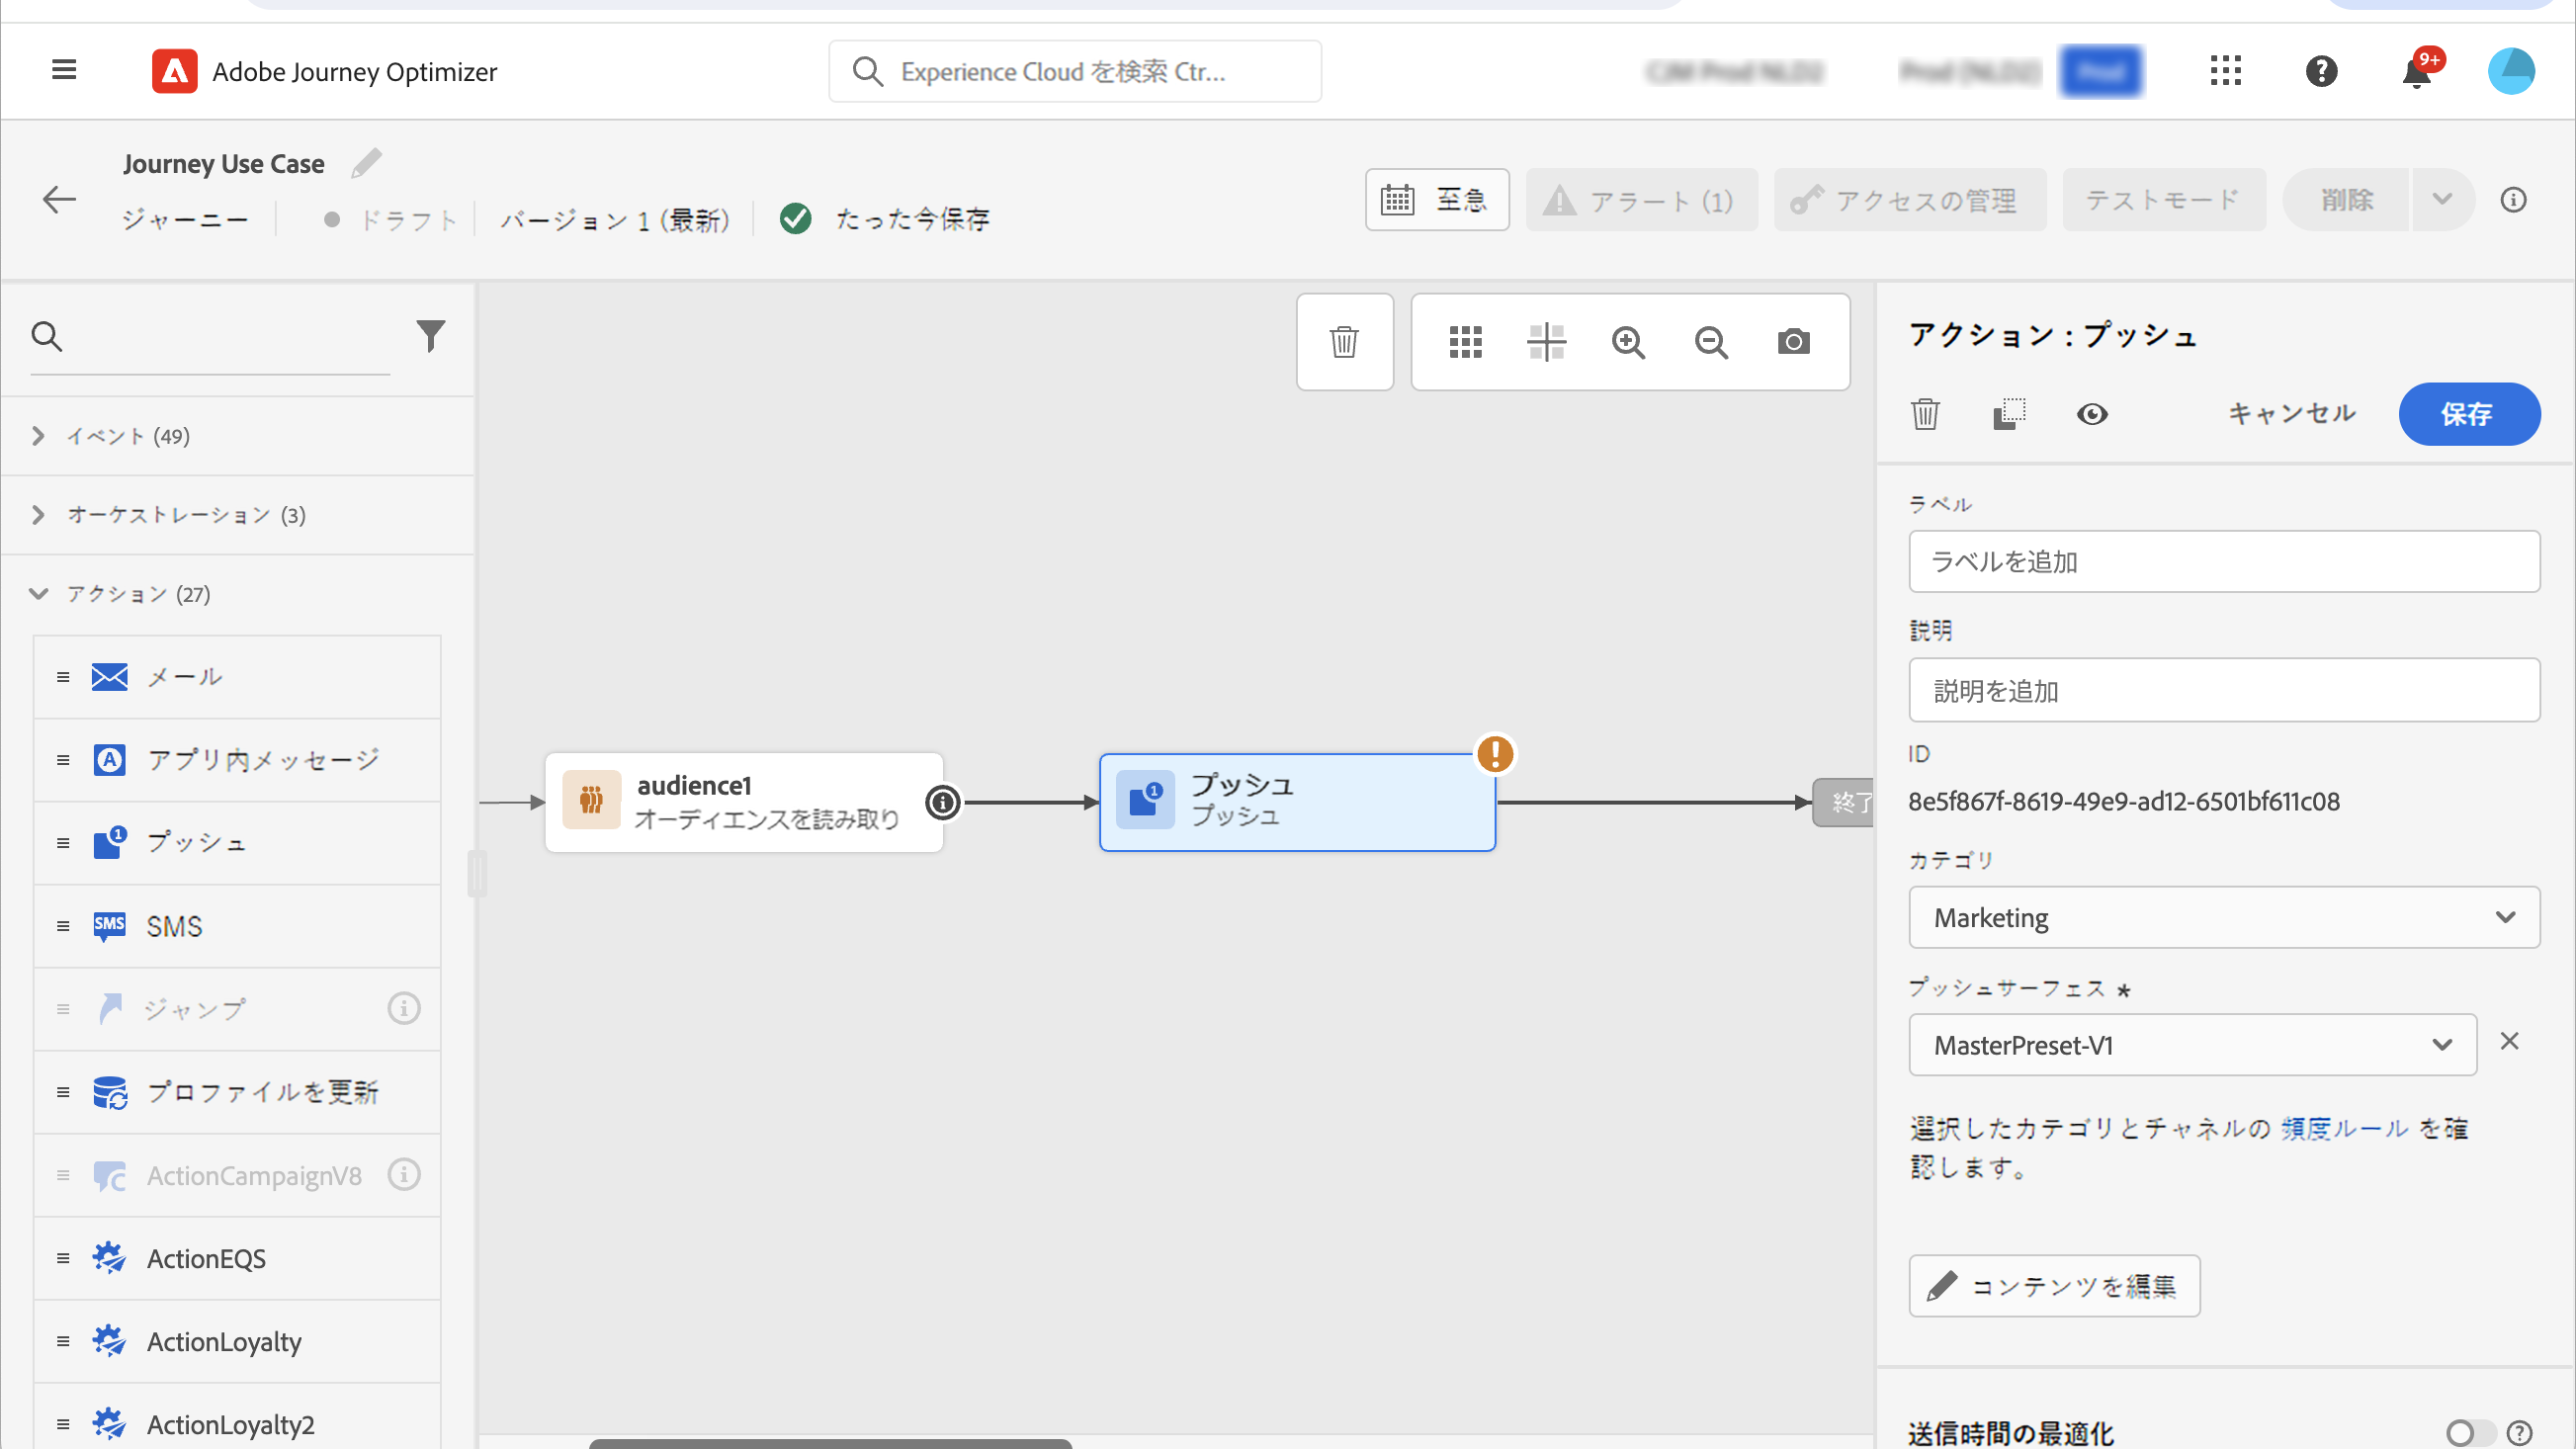 Adobe Journey Optimizer
Experience Cloud を検索 Ctr...
9+
Journey Use Case
ジャーニー
ドラフト
バージョン 1 (最新)
たった今保存
至急
アラート (1)
アクセスの管理
テストモード
削除
イベント (49)
オーケストレーション (3)
アクション (27)
メール
アプリ内メッセージ
プッシュ
SMS
SMS
ジャンプ
プロファイルを更新
ActionCampaignV8
ActionEQS
ActionLoyalty
ActionLoyalty2
audience1
オーディエンスを読み取り
プッシュ
プッシュ
終了
アクション : プッシュ
キャンセル
保存
ラベル
ラベルを追加
説明
説明を追加
ID
8e5f867f-8619-49e9-ad12-6501bf611c08
カテゴリ
Marketing
プッシュサーフェス *
MasterPreset-V1
選択したカテゴリとチャネルの 頻度ルール を確
認します。
コンテンツを編集
送信時間の最適化